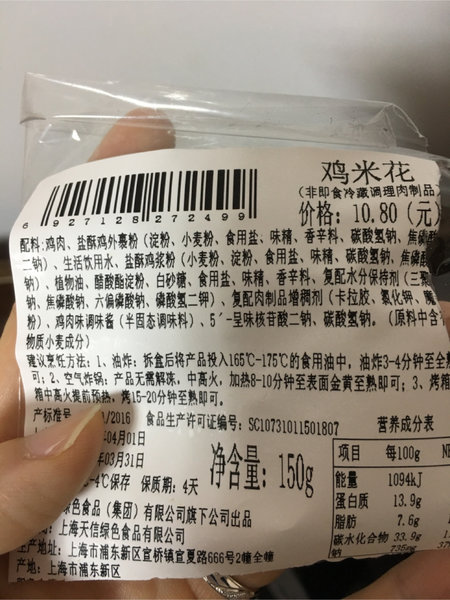 鸡米花
(非即食冷藏调理肉制品
价格: 10.80 (元)
6 927128 272499
配料: 鸡肉、盐酥鸡外裹粉 (淀粉、小麦粉、食用盐、味精、香辛料、碳酸氢钠、焦磷
二钠)、生活饮用水、盐酥鸡浆粉 (小麦粉、淀粉、食用盐、味精、碳酸氢钠、焦磷酸
钠)、植物油、醋酸酯淀粉、白砂糖、食用盐、味精、香辛料、复配水分保持剂 (三聚
钠、焦磷酸钠、六偏磷酸钠、磷酸氢二钾)、复配肉制品增稠剂 (卡拉胶、氯化钾、
粉)、鸡肉味调味酱 (半固态调味料)、5′-呈味核苷酸二钠、碳酸氢钠。 (原料中含
物质小麦成分)
建议烹饪方法: 1、油炸: 拆盒后将产品投入165℃-175℃的食用油中, 油炸3-4分钟至全熟
可; 2、空气炸锅: 产品无需解冻, 中高火, 加热8-10分钟至表面金黄至熟即可; 3、烤箱
箱中高火提前预热, 烤15-20分钟至熟即可。
产标准号 /2016 食品生产许可证编号: SC10731011501807
年04月01日
年03月31日
-4℃保存 保质期: 4天
净含量: 150g
绿色食品 (集团) 有限公司旗下公司出品
上海天信绿色食品有限公司
生产地址: 上海市浦东新区宣桥镇宣夏路666号2幢全幢
上海市浦东新区
营养成分表
项目 每100g
能量 1094kJ
蛋白质 13.9g
脂肪 7.6g
碳水化合物 33.9g
钠 735mg